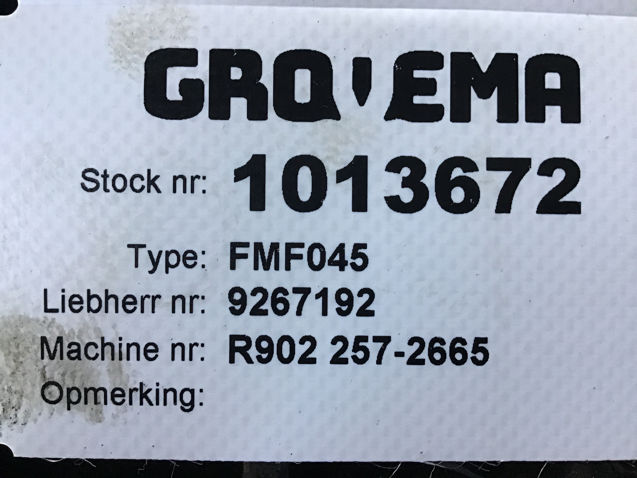 GROVEMA
Stock nr: 1013672
Type: FMF045
Liebherr nr: 9267192
Machine nr: R902 257-2665
Opmerking: